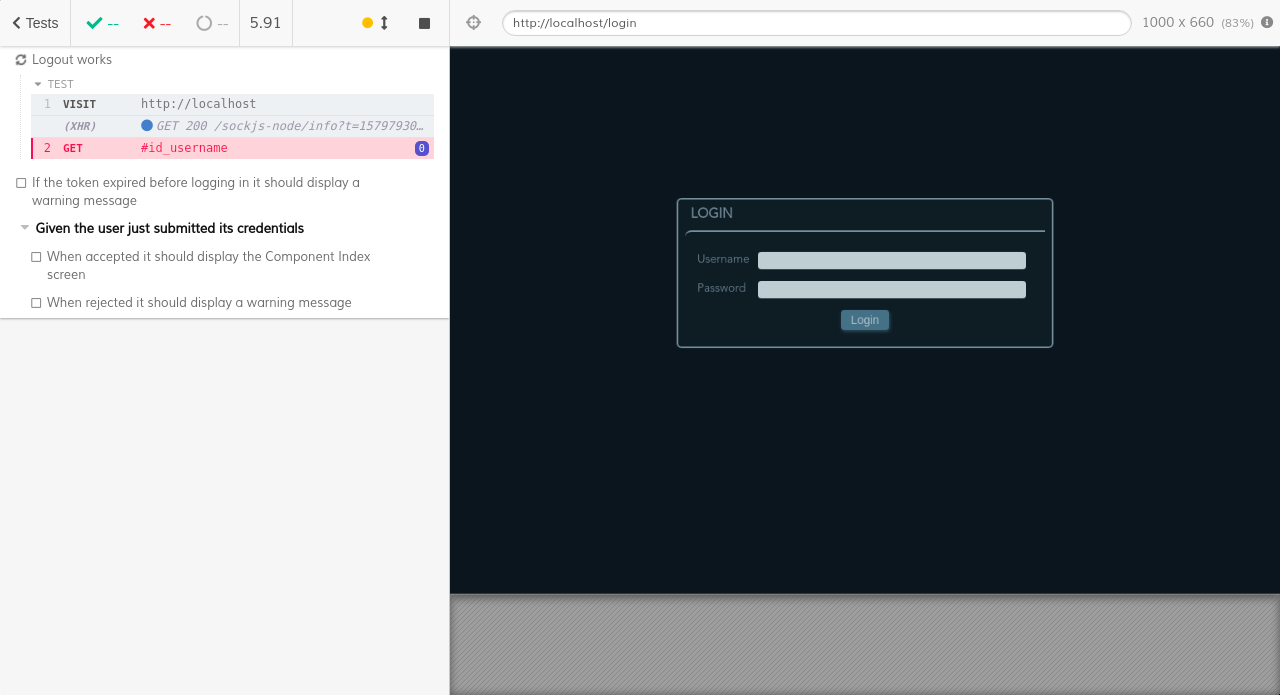 Tests -- -- -- 5.91
http://localhost/login 1000 x 660 (83%)
Logout works
TEST
1 VISIT http://localhost
(XHR) GET 200 /sockjs-node/info?t=15797930…
2 GET #id_username 0
If the token expired before logging in it should display a
warning message
Given the user just submitted its credentials
When accepted it should display the Component Index
screen
When rejected it should display a warning message
LOGIN
Username
Password
Login